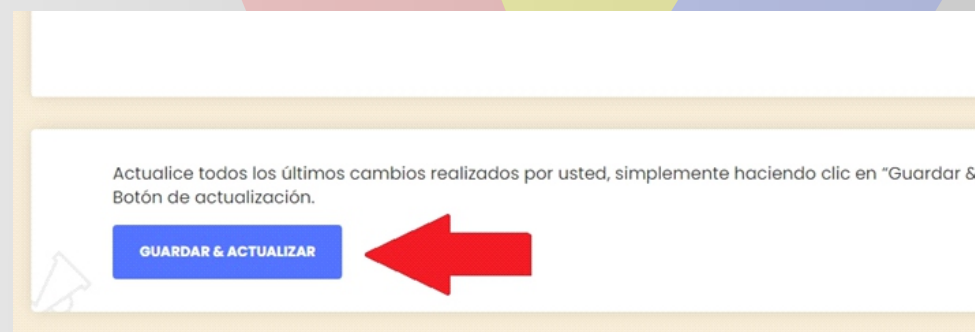 Actualice todos los últimos cambios realizados por usted, simplemente haciendo clic en “Guardar &
Botón de actualización.
GUARDAR & ACTUALIZAR